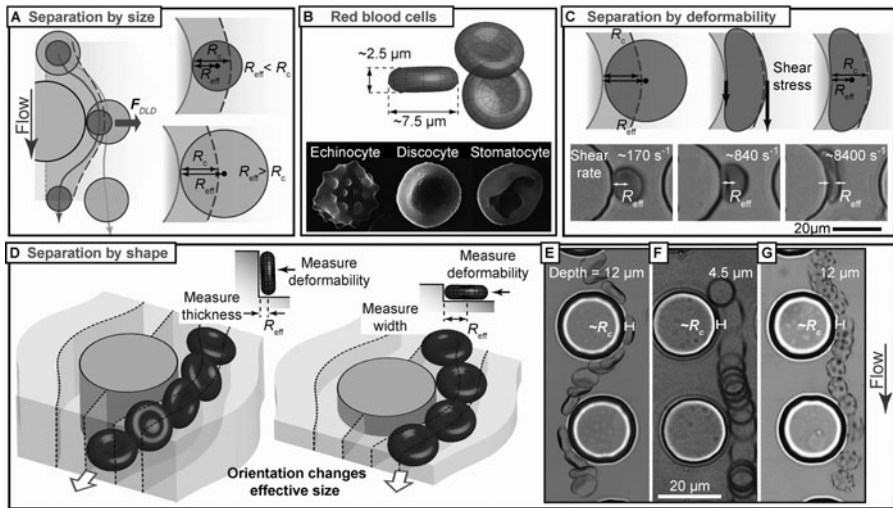 A Separation by size
Flow
F_DLD
R_c
R_eff
R_eff < R_c
R_c
R_eff
R_eff > R_c
B Red blood cells
~2.5 µm
~7.5 µm
Echinocyte
Discocyte
Stomatocyte
C Separation by deformability
R_c
R_eff
Shear
stress
R_c
R_eff
Shear
rate
~170 s⁻¹
R_eff
~840 s⁻¹
R_eff
~8400 s⁻¹
R_eff
20µm
D Separation by shape
Measure
deformability
Measure
thickness
R_eff
Measure
deformability
Measure
width
R_eff
Orientation changes
effective size
E
Depth = 12 µm
~R_c
F
4.5 µm
~R_c
20 µm
G
12 µm
~R_c
Flow